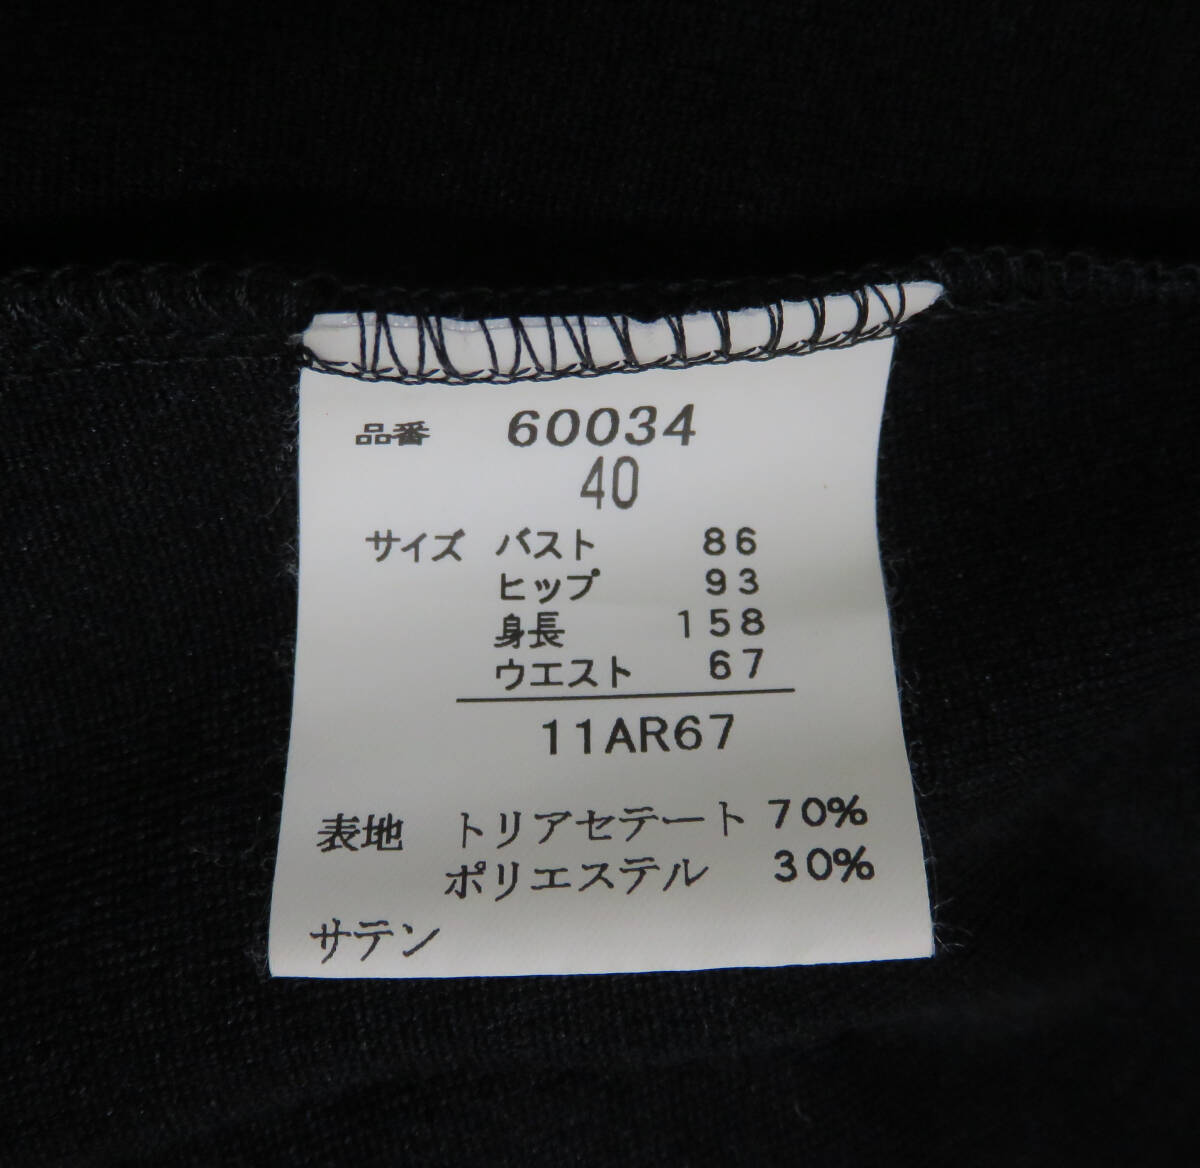 品番 60034
40
サイズ バスト 86
ヒップ 93
身長 158
ウエスト 67
11AR67
表地 トリアセテート 70%
ポリエステル 30%
サテン